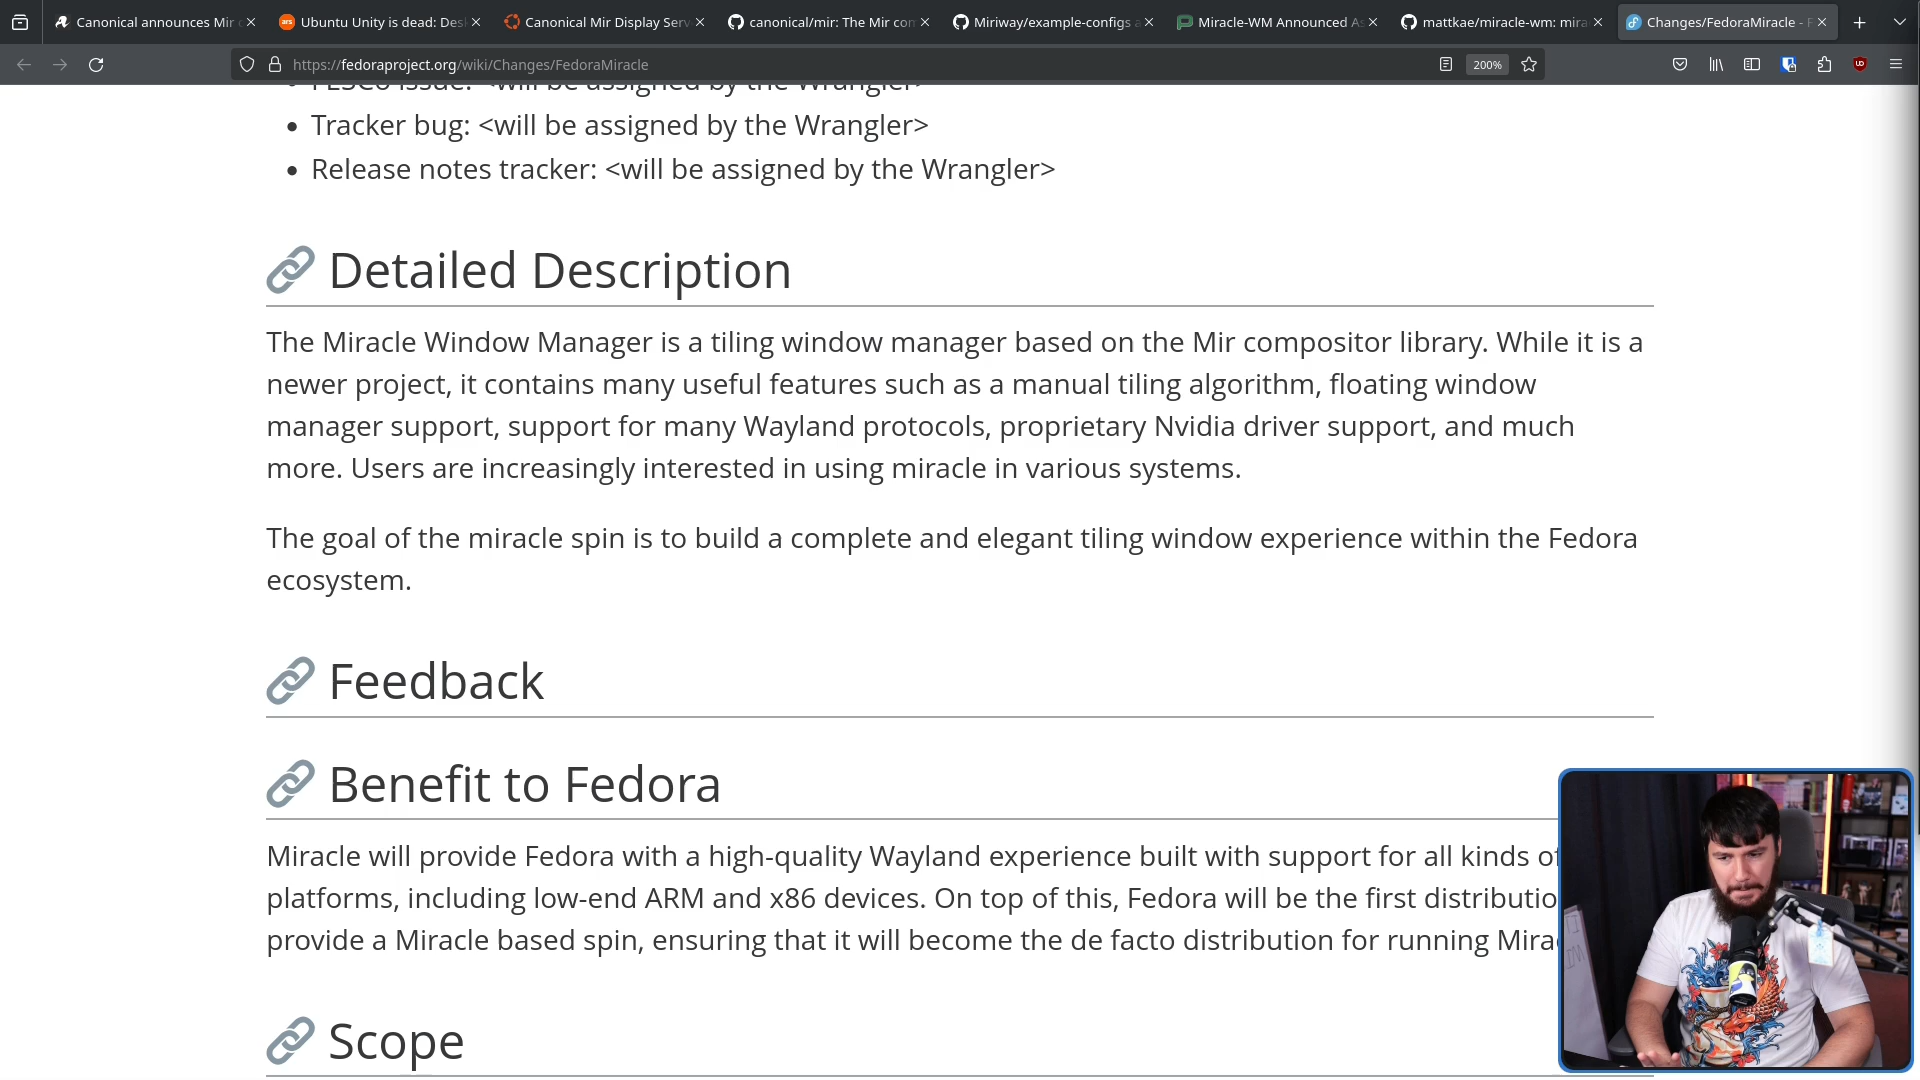 Canonical announces Mir
Ubuntu Unity is dead: Des
Canonical Mir Display Serv
canonical/mir: The Mir com
Miriway/example-configs a
Miracle-WM Announced As
mattkae/miracle-wm: mira
Changes/FedoraMiracle - F
https://fedoraproject.org/wiki/Changes/FedoraMiracle
200%
FESCo issue: <will be assigned by the Wrangler>
• Tracker bug: <will be assigned by the Wrangler>
• Release notes tracker: <will be assigned by the Wrangler>
Detailed Description
The Miracle Window Manager is a tiling window manager based on the Mir compositor library. While it is a
newer project, it contains many useful features such as a manual tiling algorithm, floating window
manager support, support for many Wayland protocols, proprietary Nvidia driver support, and much
more. Users are increasingly interested in using miracle in various systems.
The goal of the miracle spin is to build a complete and elegant tiling window experience within the Fedora
ecosystem.
Feedback
Benefit to Fedora
Miracle will provide Fedora with a high-quality Wayland experience built with support for all kinds of
platforms, including low-end ARM and x86 devices. On top of this, Fedora will be the first distributio
provide a Miracle based spin, ensuring that it will become the de facto distribution for running Mirac
Scope